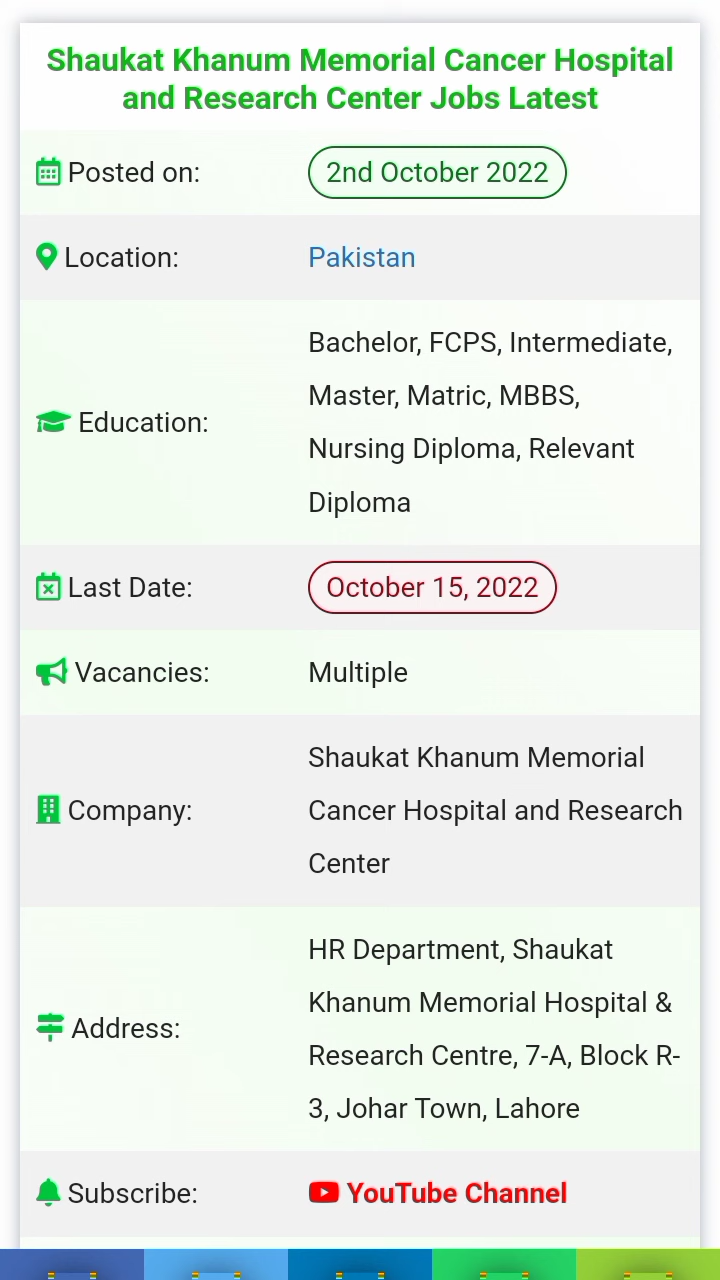 Shaukat Khanum Memorial Cancer Hospital
and Research Center Jobs Latest
Posted on: 2nd October 2022
Location: Pakistan
Education:
Bachelor, FCPS, Intermediate,
Master, Matric, MBBS,
Nursing Diploma, Relevant
Diploma
Last Date: October 15, 2022
Vacancies: Multiple
Company:
Shaukat Khanum Memorial
Cancer Hospital and Research
Center
Address:
HR Department, Shaukat
Khanum Memorial Hospital &
Research Centre, 7-A, Block R-
3, Johar Town, Lahore
Subscribe: YouTube Channel